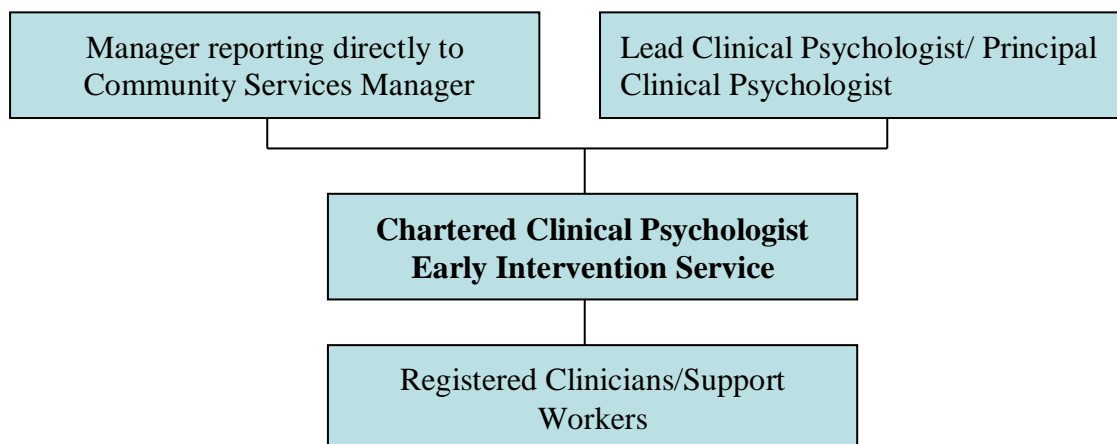 Manager reporting directly to
Community Services Manager
Lead Clinical Psychologist/ Principal
Clinical Psychologist
Chartered Clinical Psychologist
Early Intervention Service
Registered Clinicians/Support
Workers